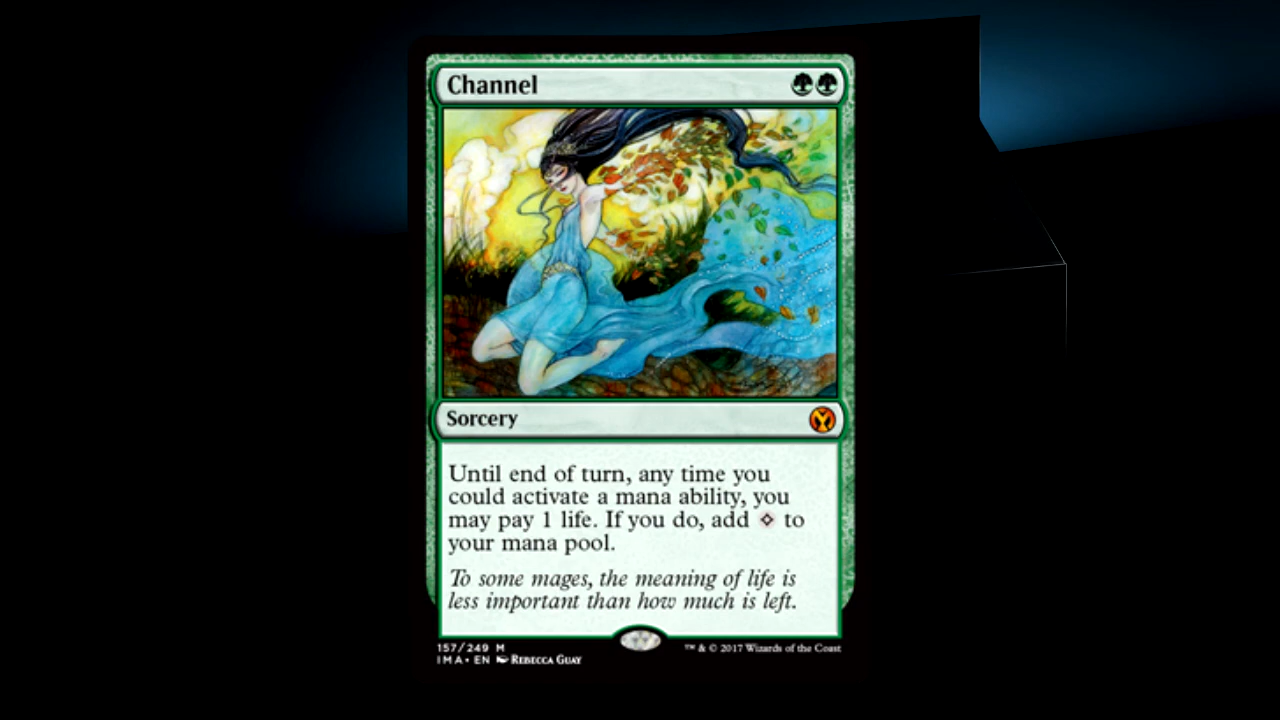 Channel
Sorcery
Until end of turn, any time you
could activate a mana ability, you
may pay 1 life. If you do, add to
your mana pool.
To some mages, the meaning of life is
less important than how much is left.
157/249 M
IMA • EN REBECCA GUAY
™ & © 2017 Wizards of the Coast